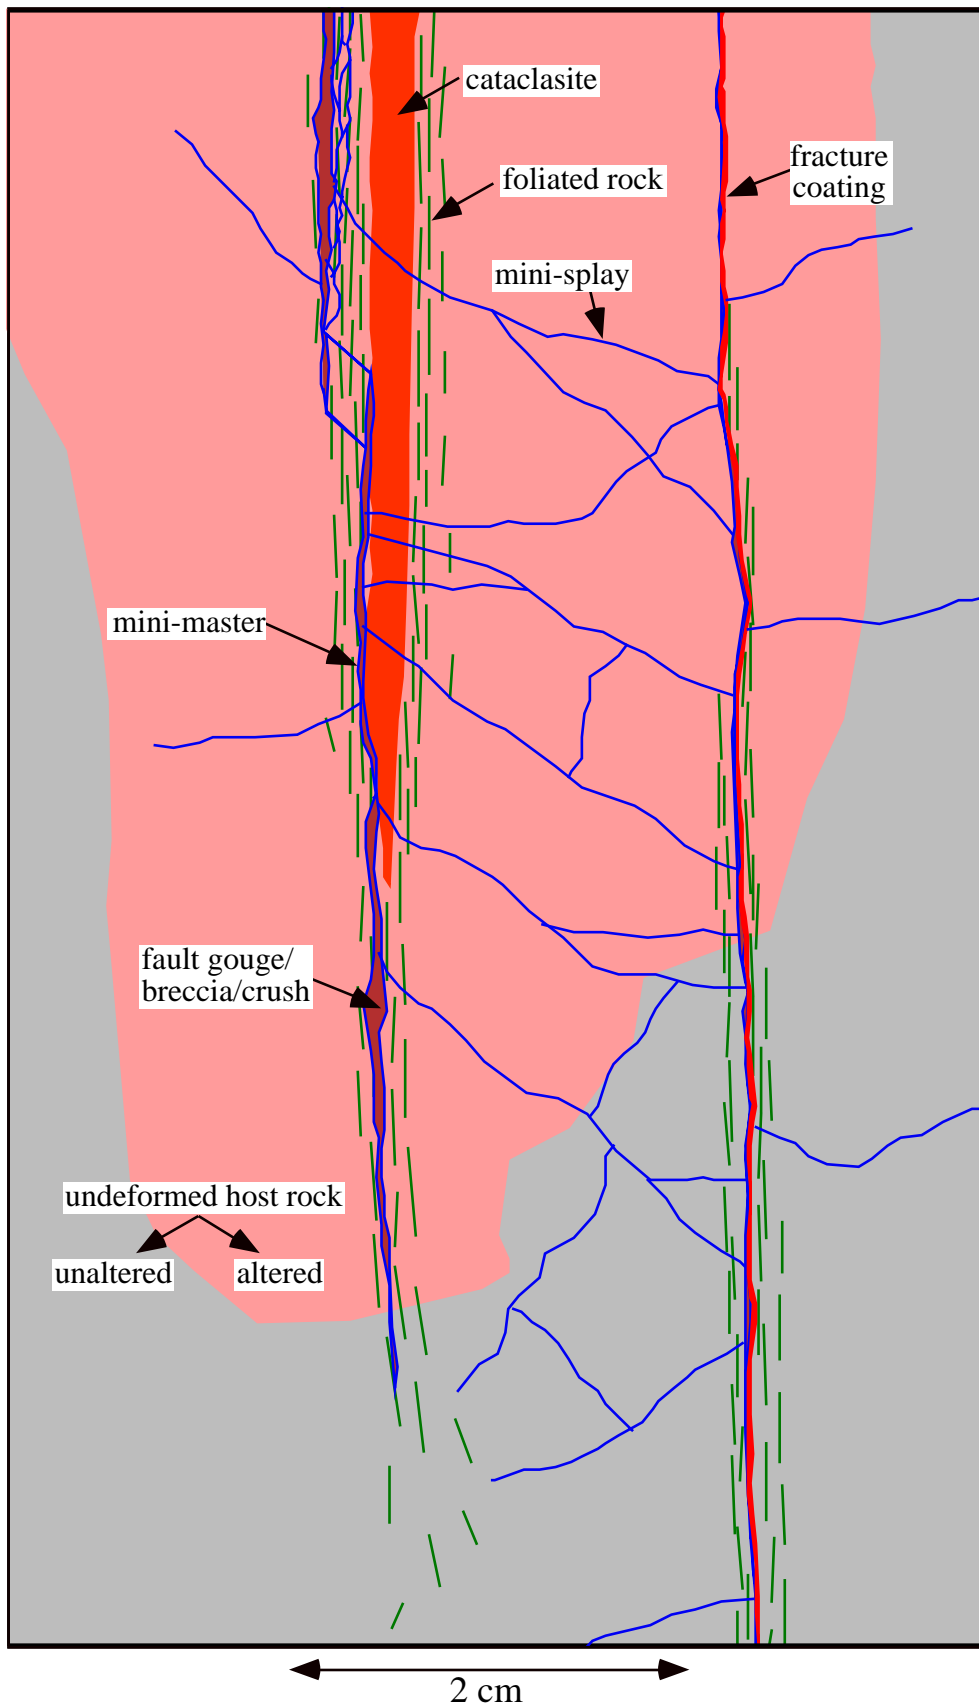 cataclasite
fracture
coating
foliated rock
mini-splay
mini-master
fault gouge/
breccia/crush
undeformed host rock
unaltered
altered
2 cm